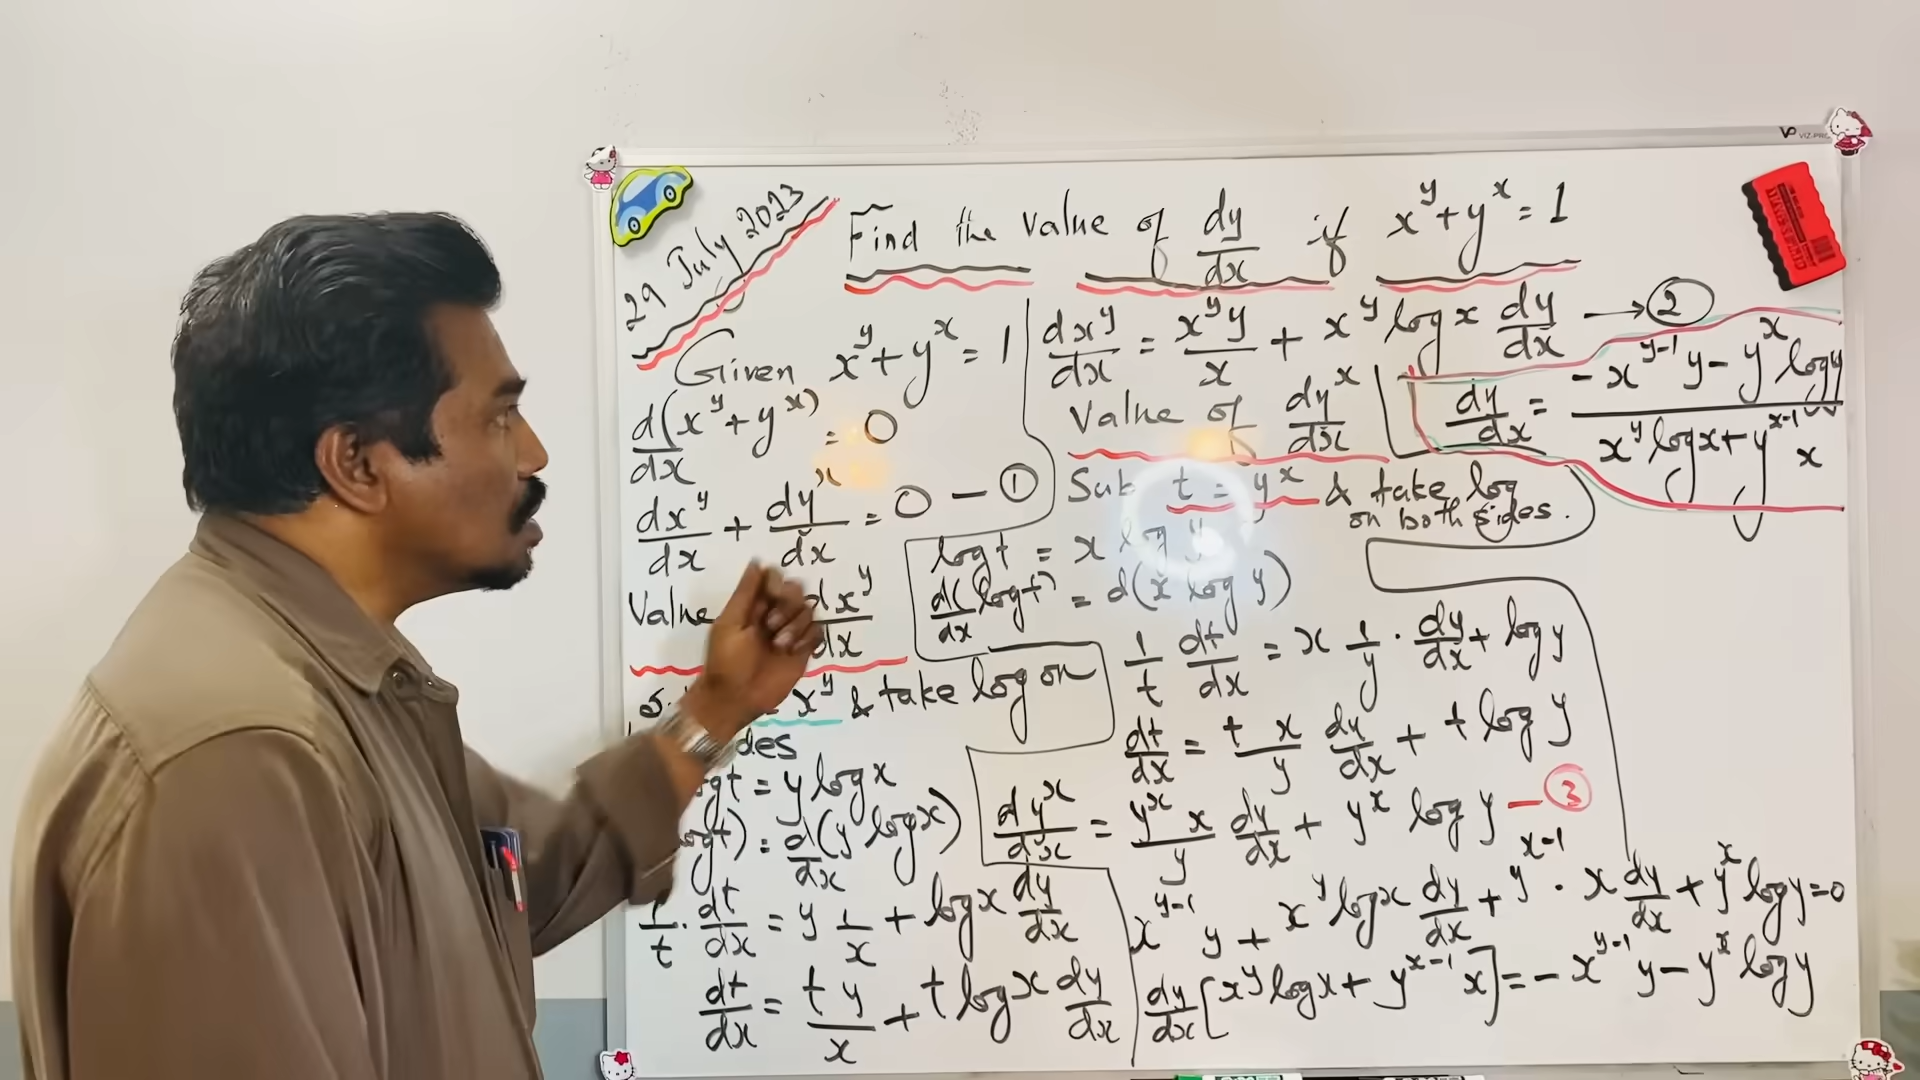 29 July 2023
Find the value of dy/dx if x^y + y^x = 1
Given x^y + y^x = 1
d(x^y + y^x)/dx = 0
dx^y/dx + dy^x/dx = 0 — ①
Value dx^y/dx
x^y & take log on
des
gt = y log x
ogt) = d/dx (y log x)
1/t · dt/dx = y 1/x + log x dy/dx
dt/dx = t y/x + t log x dy/dx
dx^y/dx = x^y y/x + x^y log x dy/dx → ②
Value of dy^x/dx
Sub t = y^x & take log
on both sides.
log t = x log y
d/dx (log t) = d(x log y)
1/t dt/dx = x 1/y · dy/dx + log y
dt/dx = t x/y dy/dx + t log y
dy^x/dx = y^x x/y dy/dx + y^x log y — ③
x^{y-1} y + x^y log x dy/dx + y^{x-1} · x dy/dx + y^x log y = 0
dy/dx [x^y log x + y^{x-1} x] = - x^{y-1} y - y^x log y
dy/dx = - x^{y-1} y - y^x log y / x^y log x + y^{x-1} x